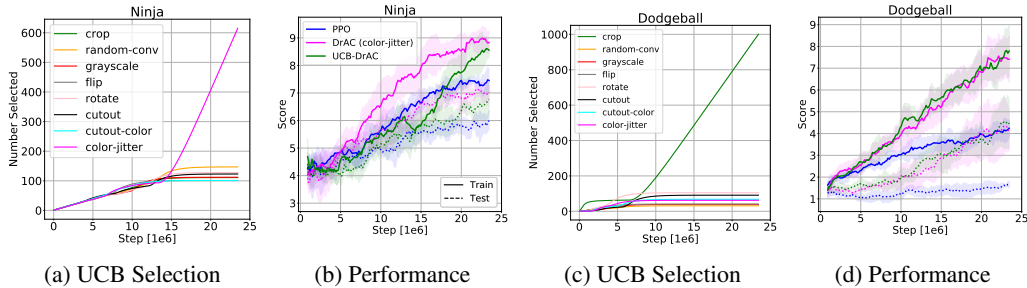 Ninja
Number Selected
600
500
400
300
200
100
0
crop
random-conv
grayscale
flip
rotate
cutout
cutout-color
color-jitter
0 5 10 15 20 25
Step [1e6]
(a) UCB Selection
Ninja
Score
9
8
7
6
5
4
3
PPO
DrAC (color-jitter)
UCB-DrAC
Train
Test
0 5 10 15 20 25
Step [1e6]
(b) Performance
Dodgeball
Number Selected
1000
800
600
400
200
0
crop
random-conv
grayscale
flip
rotate
cutout
cutout-color
color-jitter
0 5 10 15 20 25
Step [1e6]
(c) UCB Selection
Dodgeball
Score
9
8
7
6
5
4
3
2
1
0 5 10 15 20 25
Step [1e6]
(d) Performance